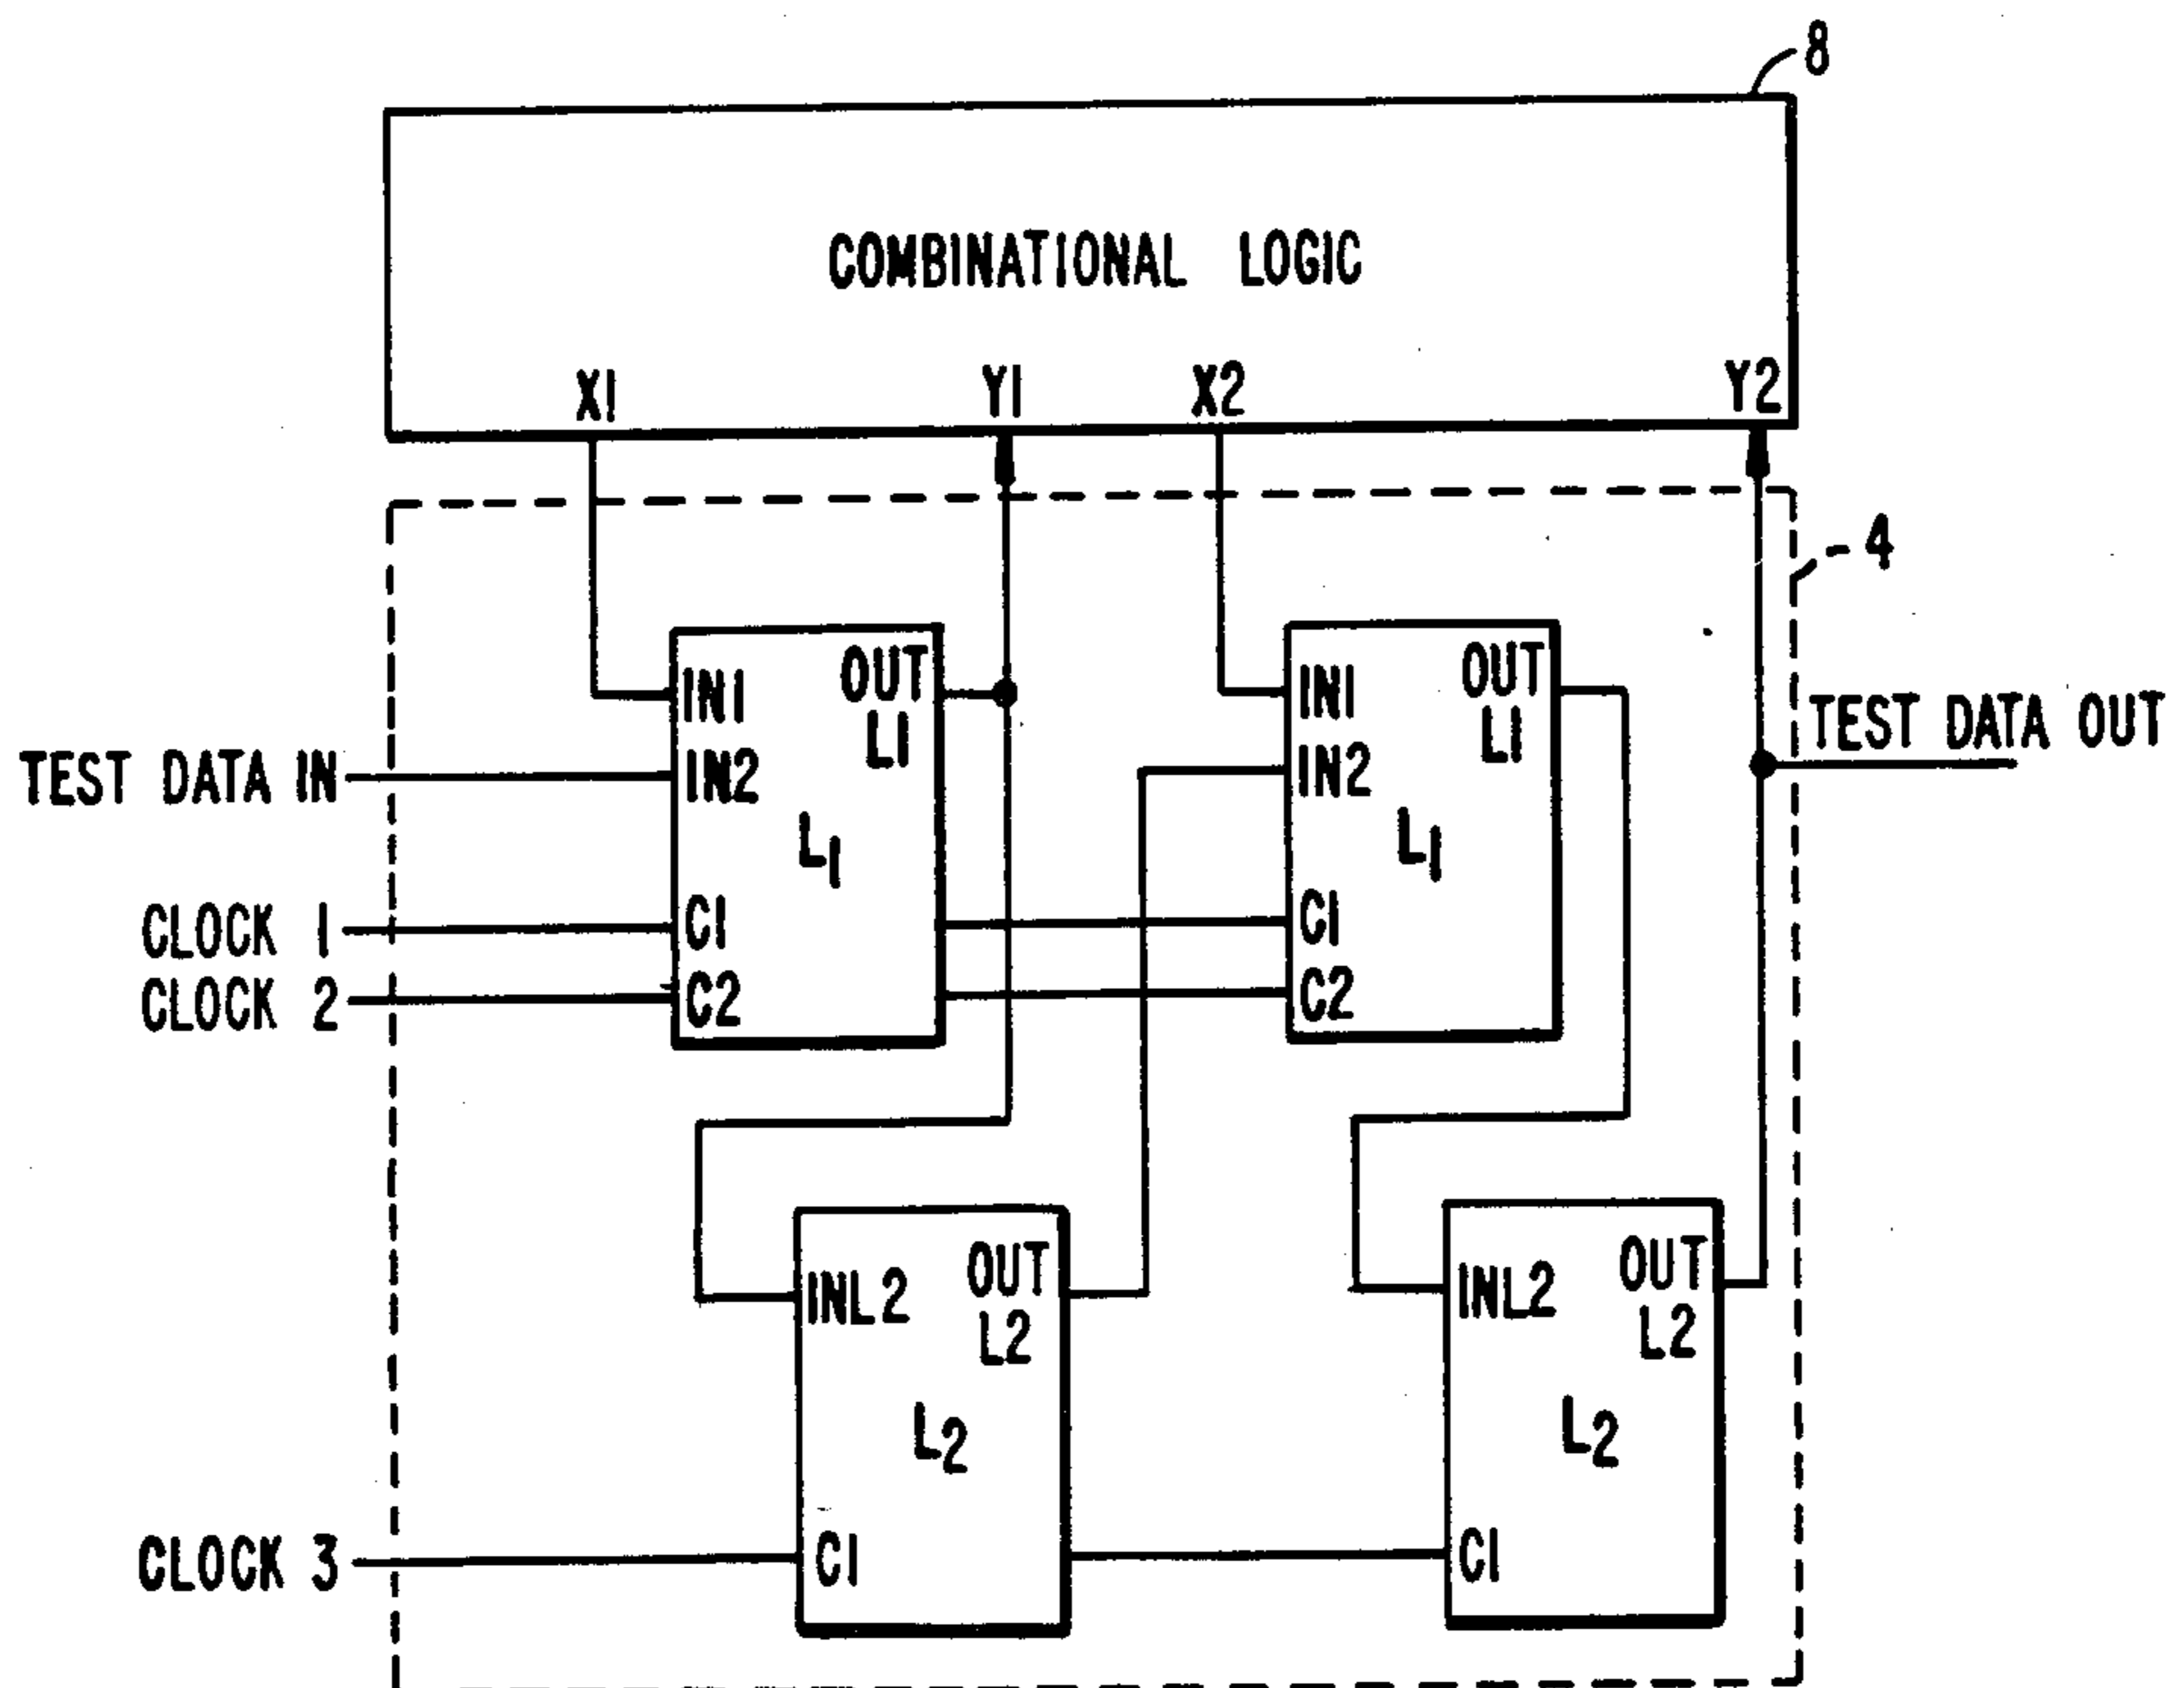 8
COMBINATIONAL LOGIC
X1 Y1 X2 Y2
4
IN1 OUT L1
IN2
L1
C1
C2
IN1 OUT L1
IN2
L1
C1
C2
TEST DATA IN
CLOCK 1
CLOCK 2
TEST DATA OUT
INL2 OUT L2
L2
C1
INL2 OUT L2
L2
C1
CLOCK 3